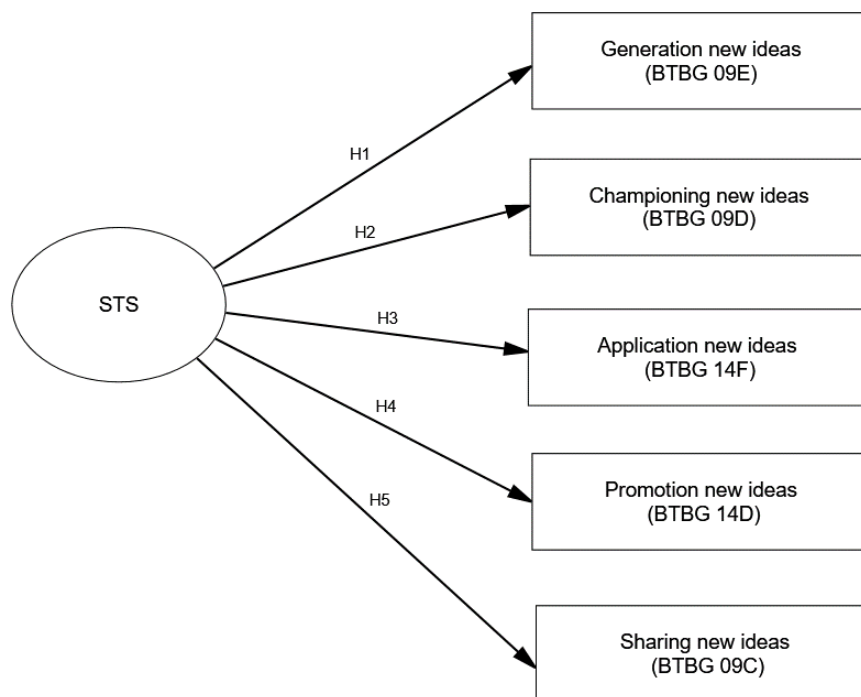 Generation new ideas
(BTBG 09E)
H1
Championing new ideas
(BTBG 09D)
H2
STS
H3
Application new ideas
(BTBG 14F)
H4
Promotion new ideas
(BTBG 14D)
H5
Sharing new ideas
(BTBG 09C)